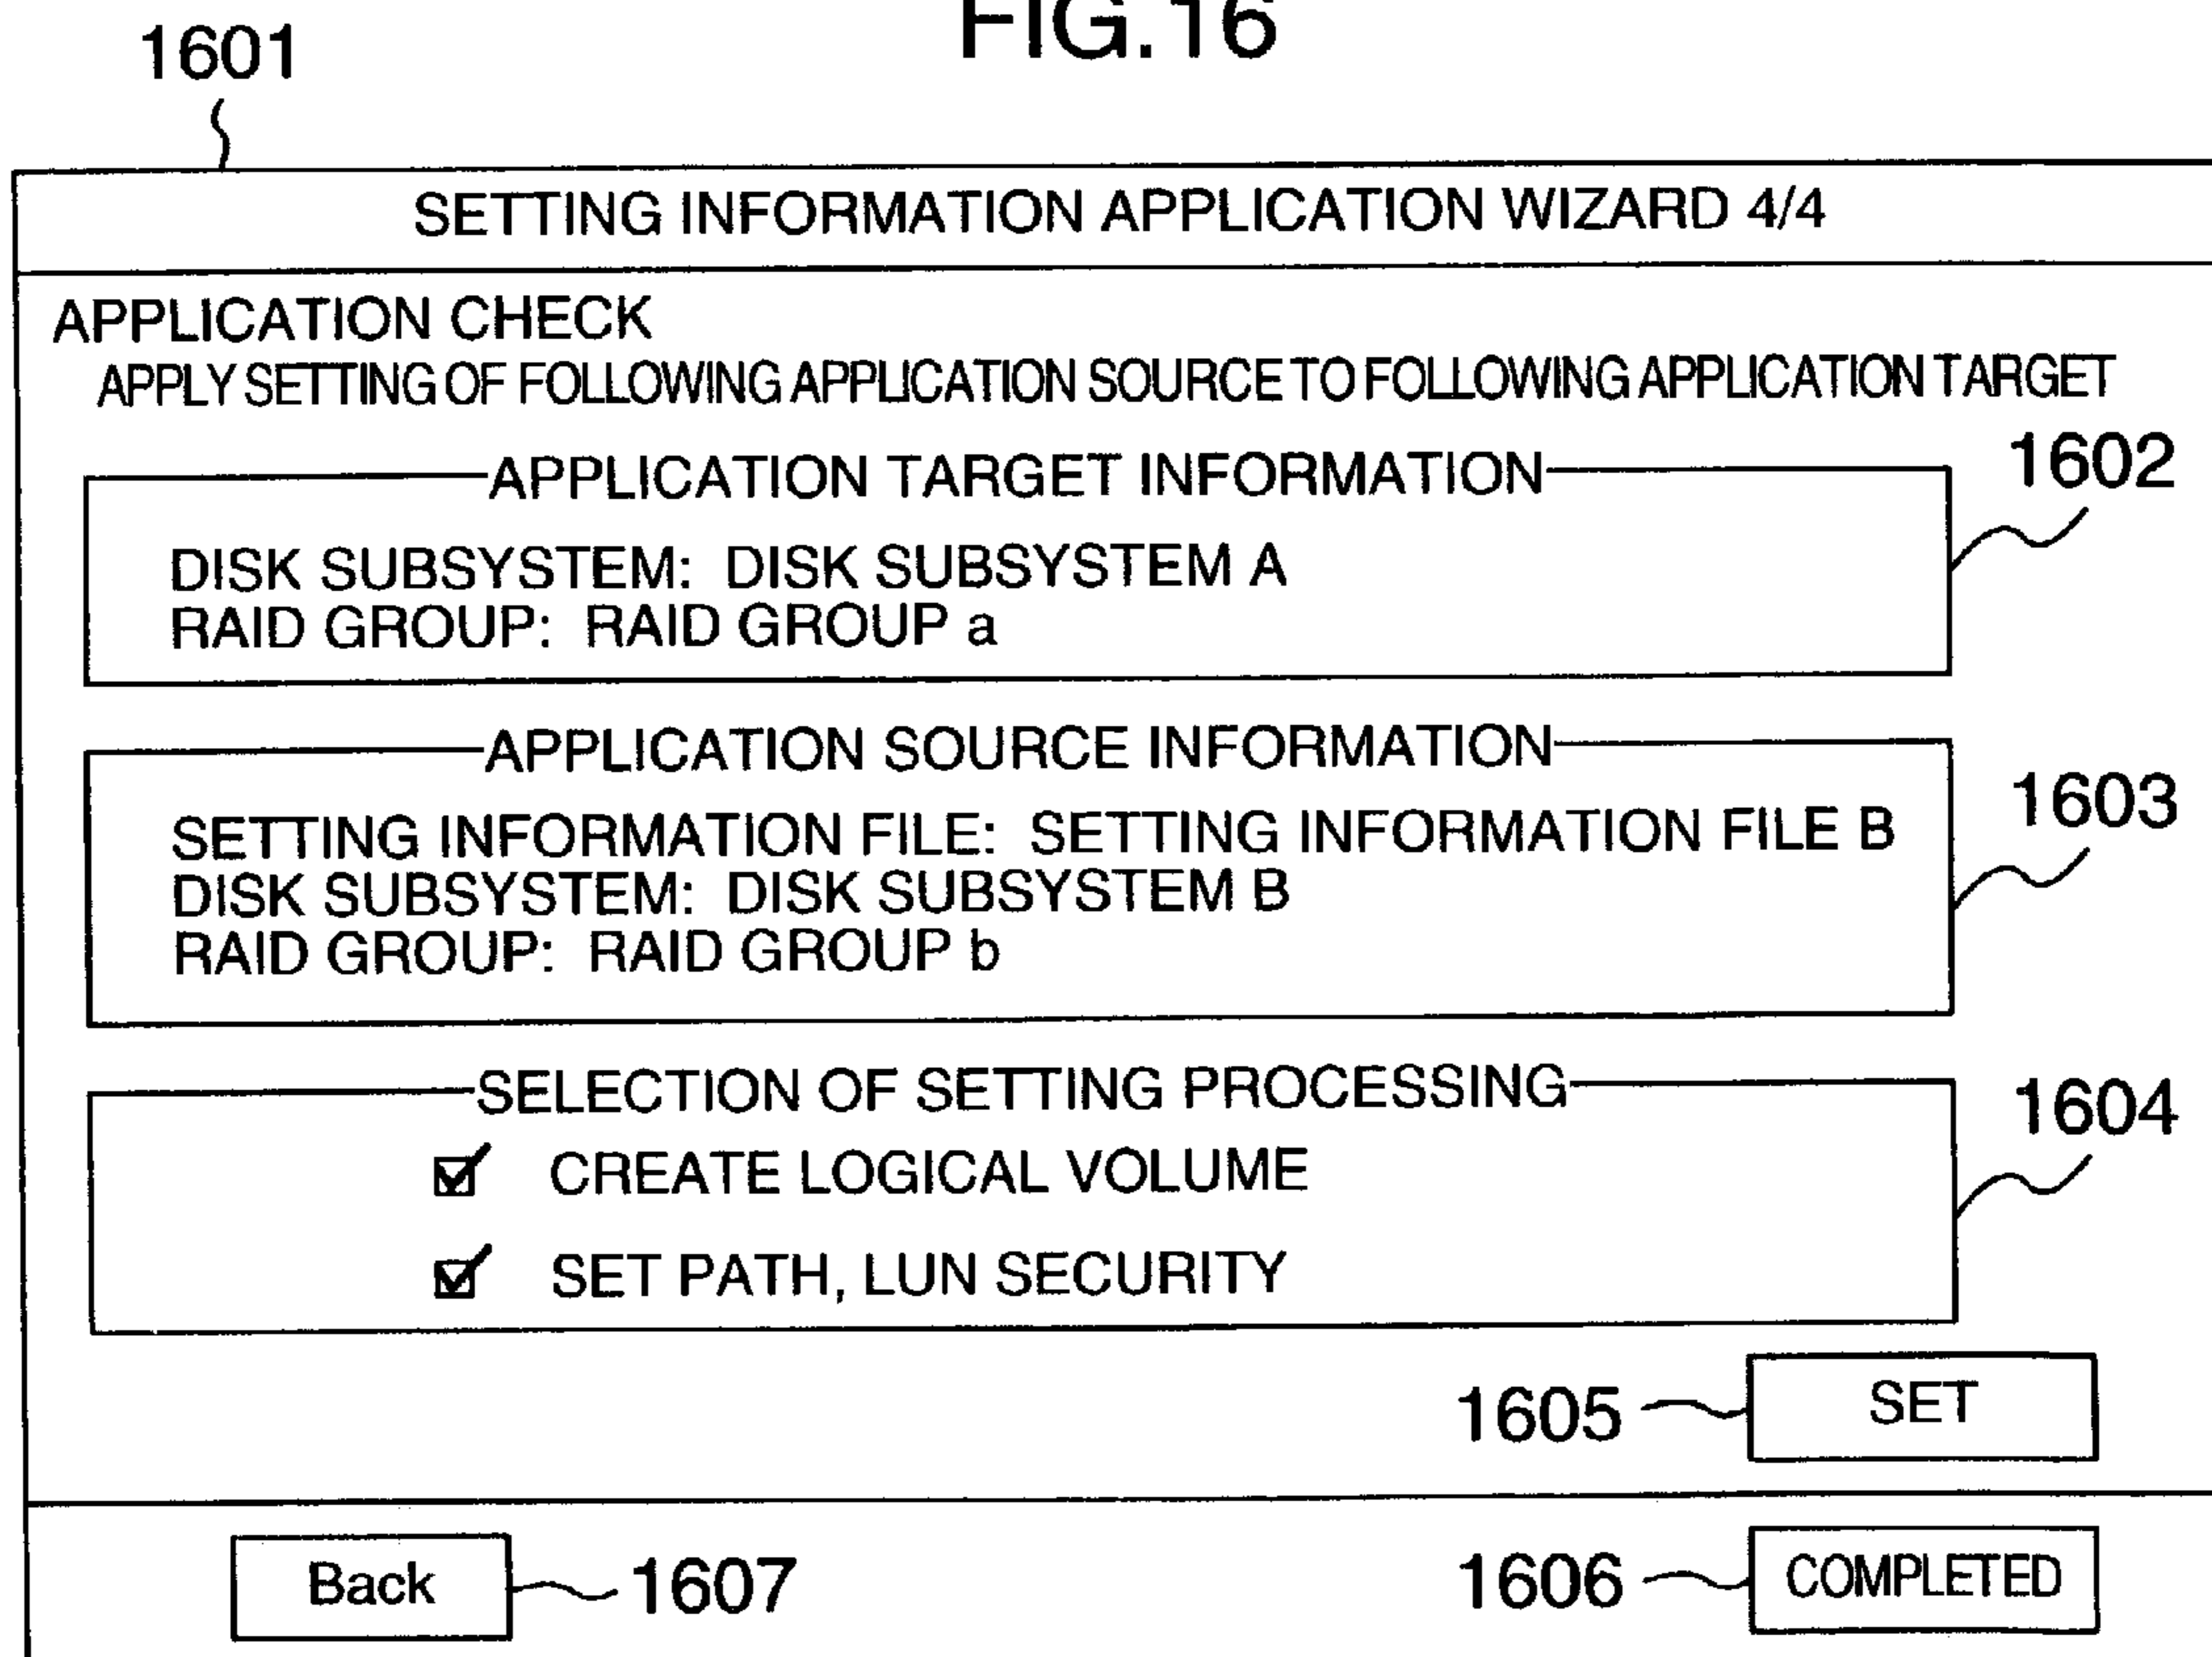 FIG.16
1601
SETTING INFORMATION APPLICATION WIZARD 4/4
APPLICATION CHECK
APPLY SETTING OF FOLLOWING APPLICATION SOURCE TO FOLLOWING APPLICATION TARGET
APPLICATION TARGET INFORMATION
1602
DISK SUBSYSTEM: DISK SUBSYSTEM A
RAID GROUP: RAID GROUP a
APPLICATION SOURCE INFORMATION
1603
SETTING INFORMATION FILE: SETTING INFORMATION FILE B
DISK SUBSYSTEM: DISK SUBSYSTEM B
RAID GROUP: RAID GROUP b
SELECTION OF SETTING PROCESSING
1604
CREATE LOGICAL VOLUME
SET PATH, LUN SECURITY
1605
SET
Back
1607
1606
COMPLETED